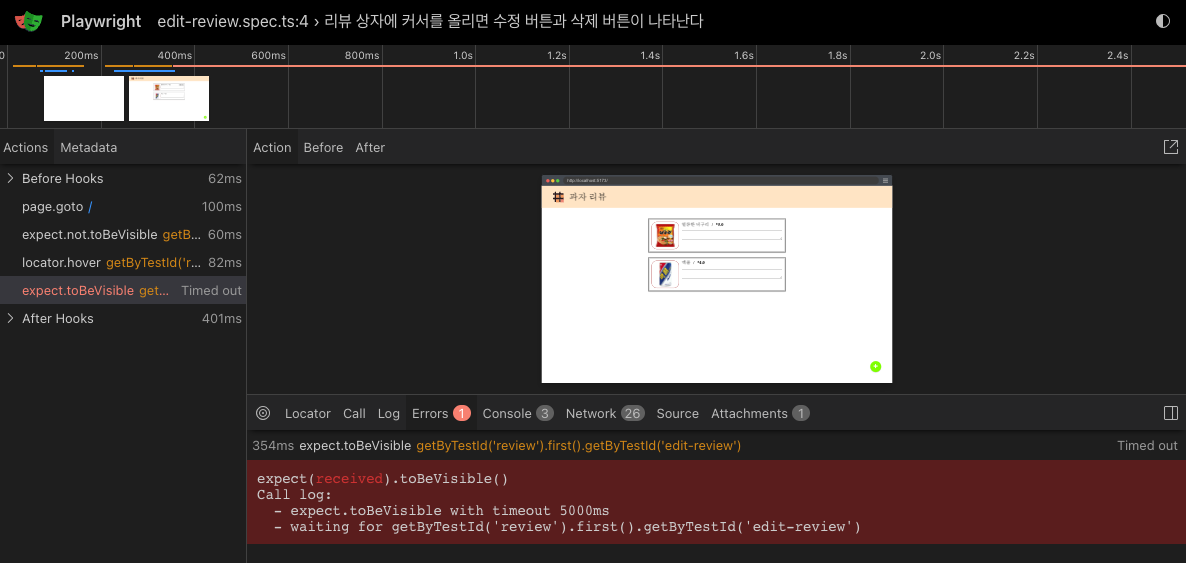 Playwright edit-review.spec.ts:4 › 리뷰 상자에 커서를 올리면 수정 버튼과 삭제 버튼이 나타난다
0 200ms 400ms 600ms 800ms 1.0s 1.2s 1.4s 1.6s 1.8s 2.0s 2.2s 2.4s
Actions Metadata
Before Hooks 62ms
page.goto / 100ms
expect.not.toBeVisible getB... 60ms
locator.hover getByTestId('r... 82ms
expect.toBeVisible get... Timed out
After Hooks 401ms
Action Before After
http://localhost:5173/
과자 리뷰
Locator Call Log Errors 1 Console 3 Network 26 Source Attachments 1
354ms expect.toBeVisible getByTestId('review').first().getByTestId('edit-review') Timed out
expect(received).toBeVisible()
Call log:
- expect.toBeVisible with timeout 5000ms
- waiting for getByTestId('review').first().getByTestId('edit-review')